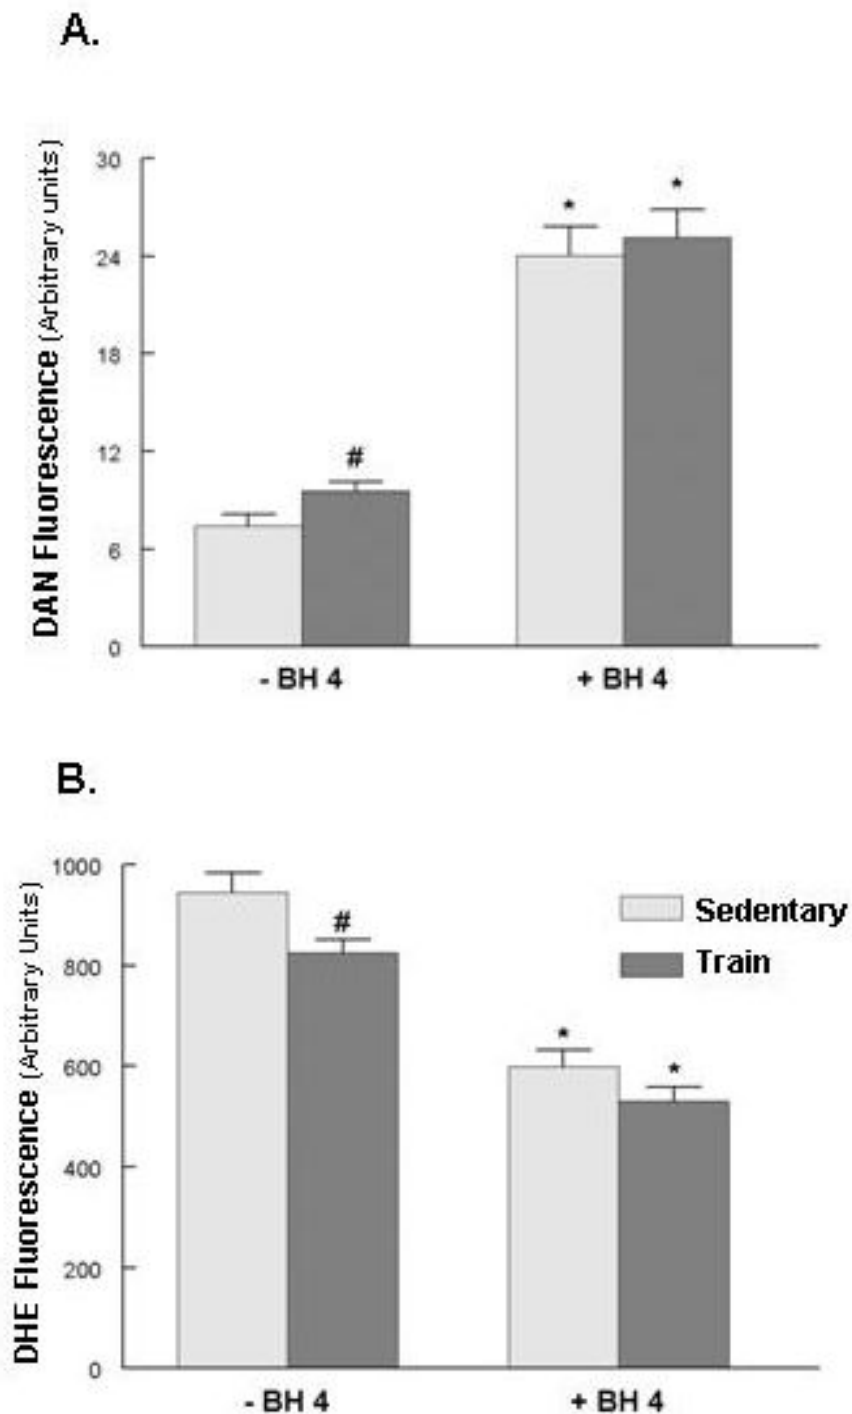 A.
DAN Fluorescence (Arbitrary units)
30
24
18
12
6
0
*
*
#
- BH 4
+ BH 4
B.
DHE Fluorescence (Arbitrary Units)
1000
800
600
400
200
0
#
*
*
Sedentary
Train
- BH 4
+ BH 4